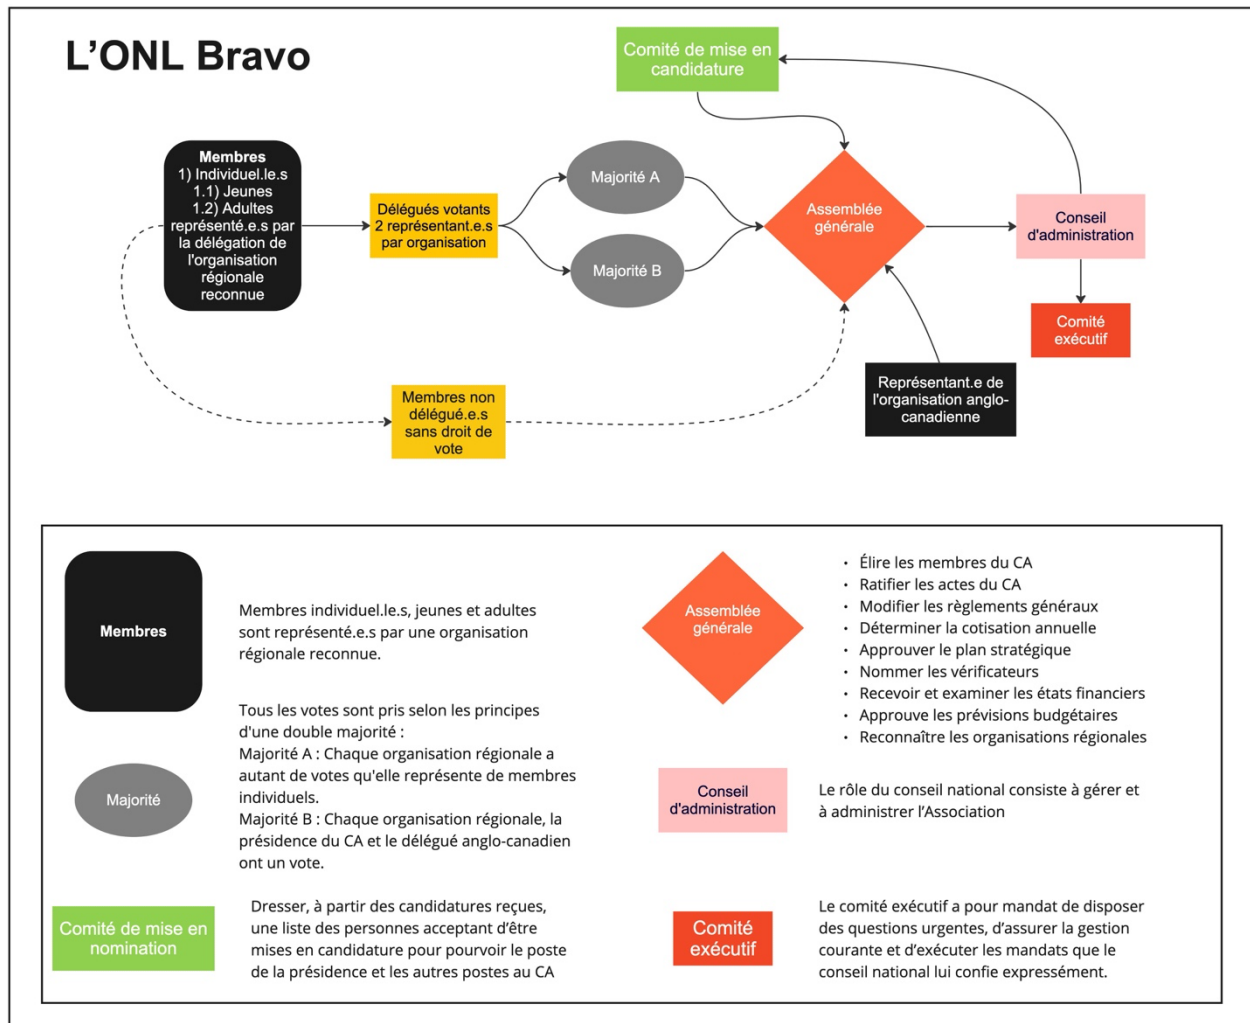 L'ONL Bravo
Comité de mise en
candidature
Membres
1) Individuel.le.s
1.1) Jeunes
1.2) Adultes
représenté.e.s par
la délégation de
l'organisation
régionale
reconnue
Délégués votants
2 représentant.e.s
par organisation
Majorité A
Majorité B
Assemblée
générale
Conseil
d'administration
Comité
exécutif
Représentant.e de
l'organisation anglo-
canadienne
Membres non
délégué.e.s
sans droit de
vote
Membres
Membres individuel.le.s, jeunes et adultes
sont représenté.e.s par une organisation
régionale reconnue.
Majorité
Tous les votes sont pris selon les principes
d'une double majorité :
Majorité A : Chaque organisation régionale a
autant de votes qu'elle représente de membres
individuels.
Majorité B : Chaque organisation régionale, la
présidence du CA et le délégué anglo-canadien
ont un vote.
Comité de mise en
nomination
Dresser, à partir des candidatures reçues,
une liste des personnes acceptant d'être
mises en candidature pour pourvoir le poste
de la présidence et les autres postes au CA
Assemblée
générale
• Élire les membres du CA
• Ratifier les actes du CA
• Modifier les règlements généraux
• Déterminer la cotisation annuelle
• Approuver le plan stratégique
• Nommer les vérificateurs
• Recevoir et examiner les états financiers
• Approuve les prévisions budgétaires
• Reconnaître les organisations régionales
Conseil
d'administration
Le rôle du conseil national consiste à gérer et
à administrer l'Association
Comité
exécutif
Le comité exécutif a pour mandat de disposer
des questions urgentes, d'assurer la gestion
courante et d'exécuter les mandats que le
conseil national lui confie expressément.